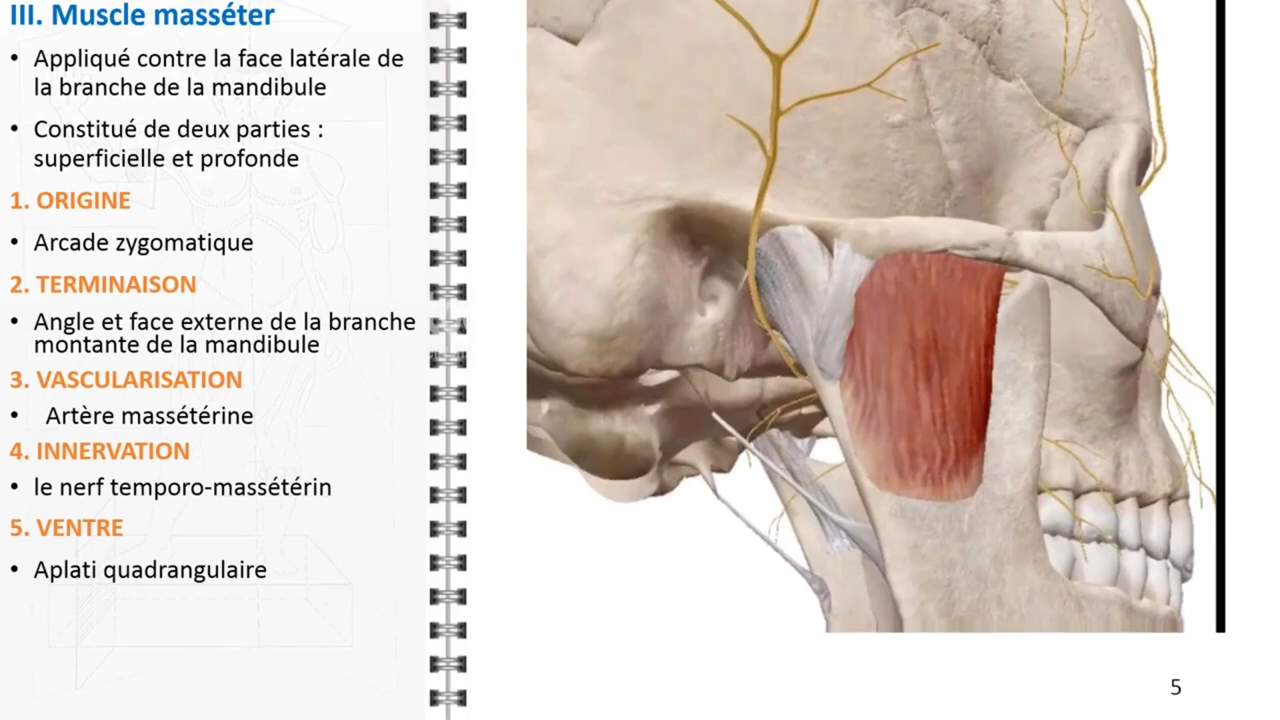 III. Muscle masséter
• Appliqué contre la face latérale de
la branche de la mandibule
• Constitué de deux parties :
superficielle et profonde
1. ORIGINE
• Arcade zygomatique
2. TERMINAISON
• Angle et face externe de la branche
montante de la mandibule
3. VASCULARISATION
• Artère massétérine
4. INNERVATION
• le nerf temporo-massétérin
5. VENTRE
• Aplati quadrangulaire
5